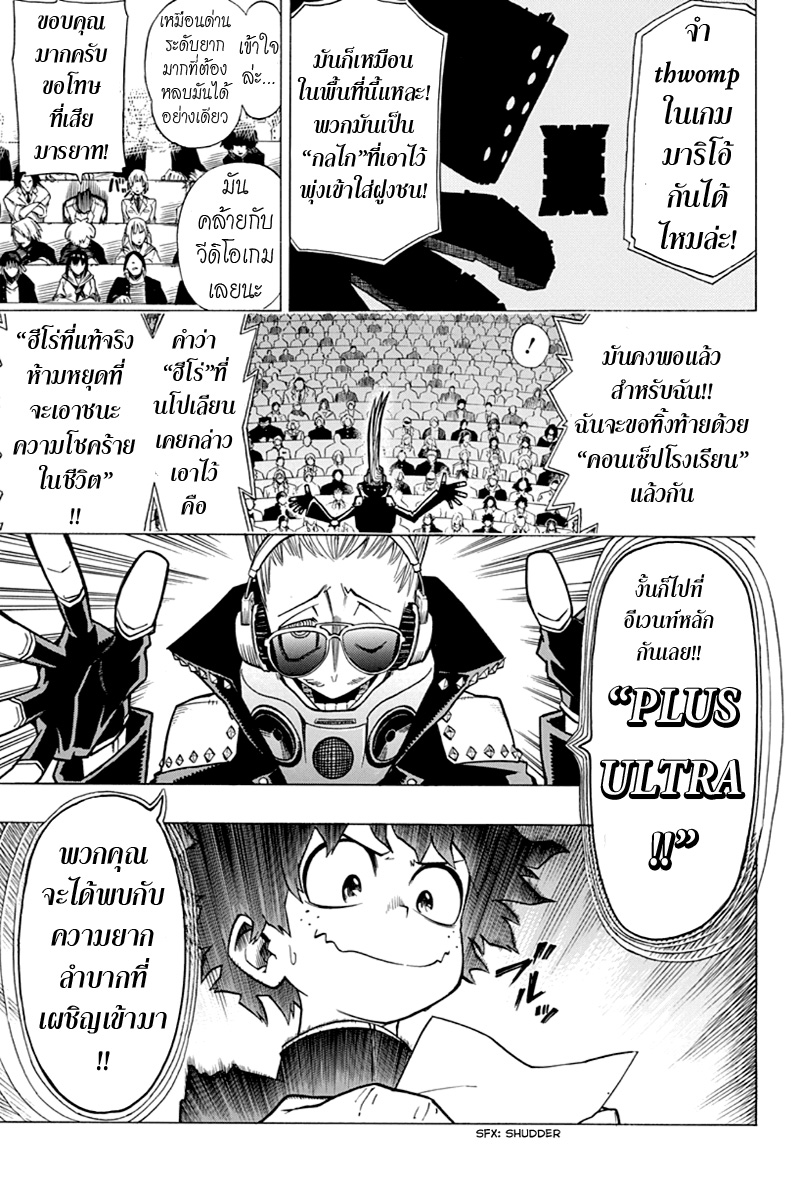 จำ
thwomp
ในเกม
มาริโอ้
กันได้
ไหมล่ะ!
มันก็เหมือน
ในพื้นที่นี้แหละ!
พวกมันเป็น
“กลไก”ที่เอาไว้
พุ่งเข้าใส่ฝูงชน!
เข้าใจ
ล่ะ...
เหมือนด่าน
ระดับยาก
มากที่ต้อง
หลบมันได้
อย่างเดียว
มัน
คล้ายกับ
วีดิโอเกม
เลยนะ
ขอบคุณ
มากครับ
ขอโทษ
ที่เสีย
มารยาท!
มันคงพอแล้ว
สำหรับฉัน!!
ฉันจะขอทิ้งท้ายด้วย
“คอนเซ็ปโรงเรียน”
แล้วกัน
!
คำว่า
“ฮีโร่”ที่
นโปเลียน
เคยกล่าว
เอาไว้
คือ
“ฮีโร่ที่แท้จริง
ห้ามหยุดที่
จะเอาชนะ
ความโชคร้าย
ในชีวิต”
!!
งั้นก็ไปที่
อีเวนท์หลัก
กันเลย!!
“PLUS
ULTRA
!!”
พวกคุณ
จะได้พบกับ
ความยาก
ลำบากที่
เผชิญเข้ามา
!!
SFX: SHUDDER